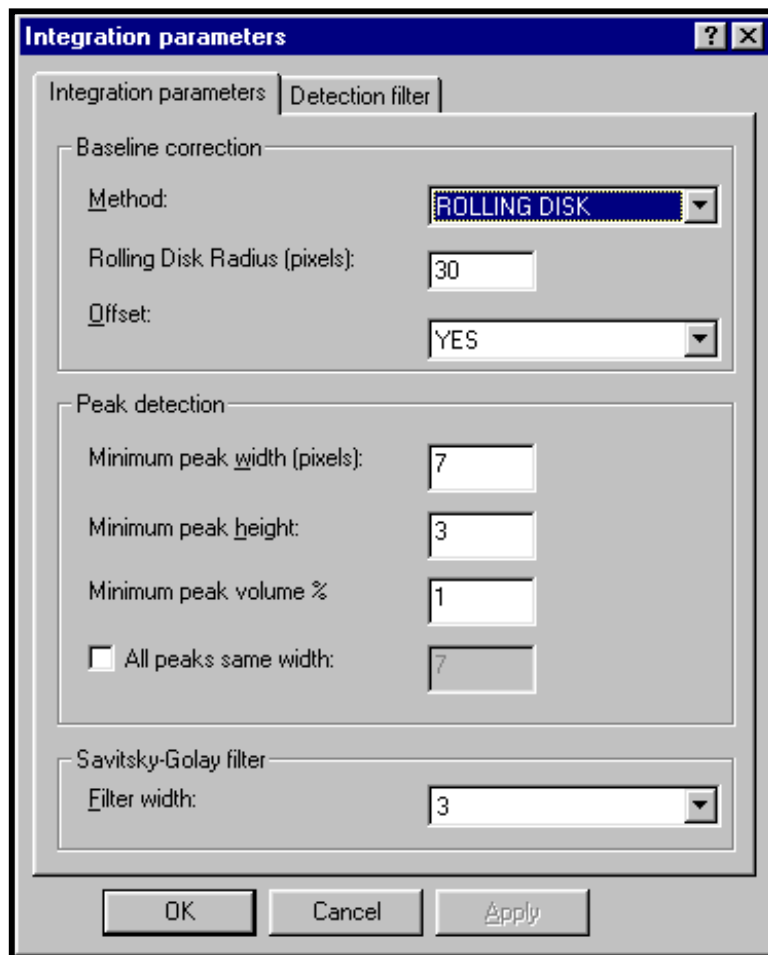 Integration parameters
Integration parameters Detection filter
Baseline correction
Method: ROLLING DISK
Rolling Disk Radius (pixels): 30
Offset: YES
Peak detection
Minimum peak width (pixels): 7
Minimum peak height: 3
Minimum peak volume % 1
All peaks same width: 7
Savitsky-Golay filter
Filter width: 3
OK Cancel Apply